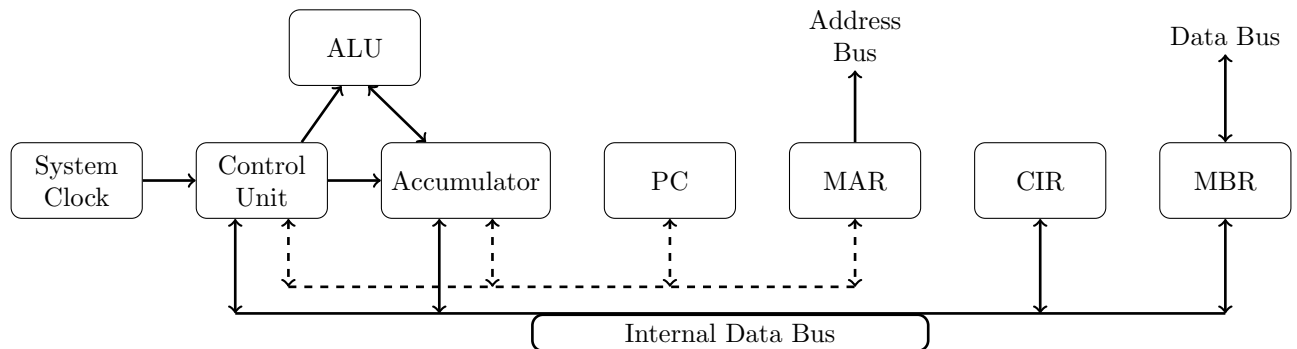 ALU
Address
Bus
Data Bus
System
Clock
Control
Unit
Accumulator
PC
MAR
CIR
MBR
Internal Data Bus